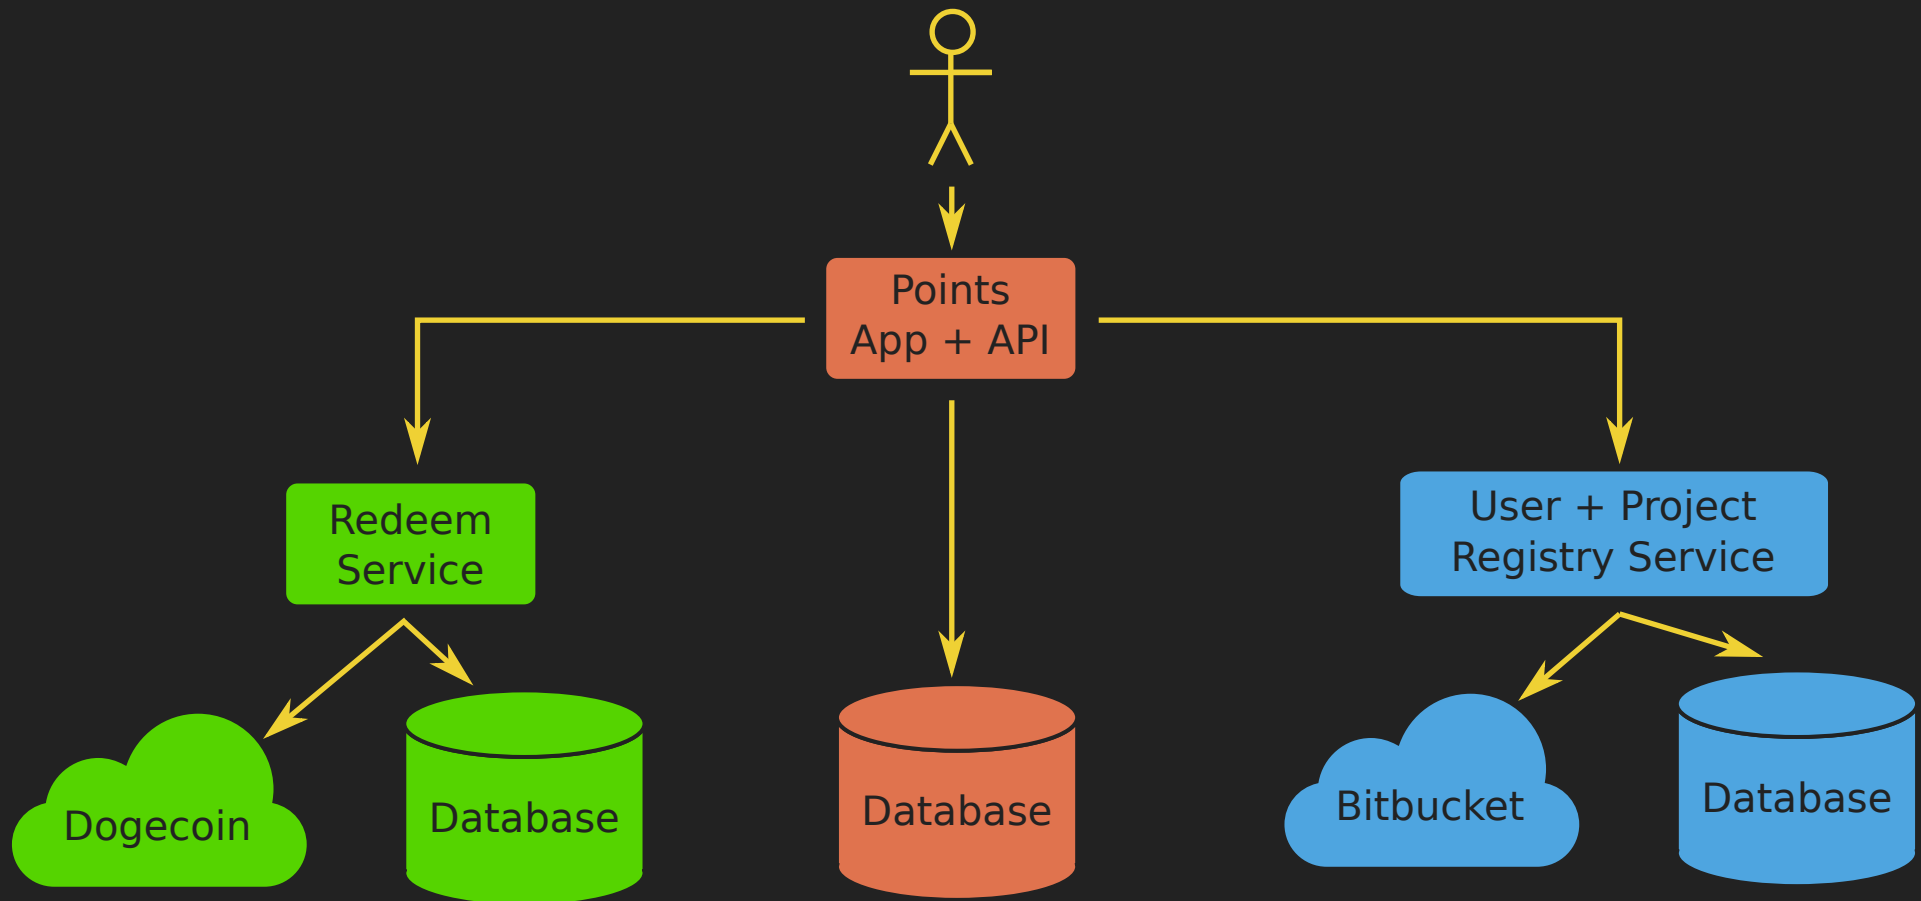 Points
App + API
Redeem
Service
User + Project
Registry Service
Dogecoin
Database
Database
Bitbucket
Database